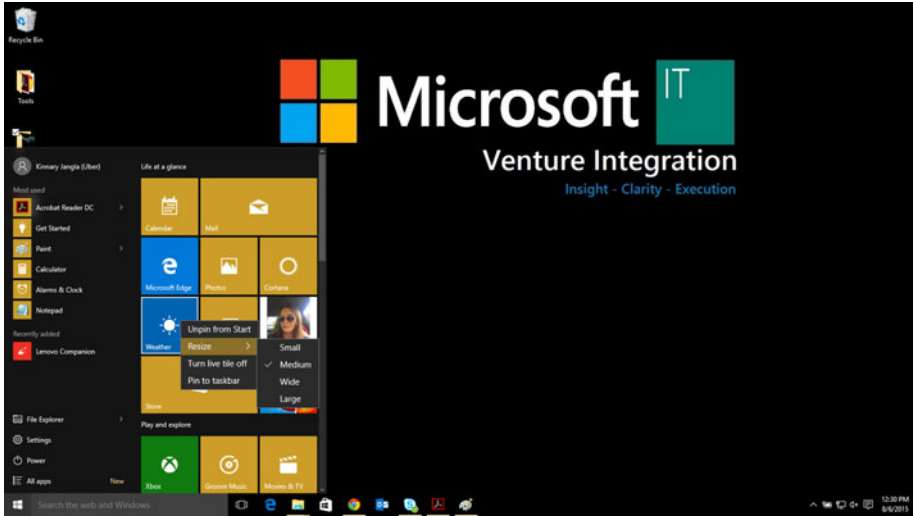 Recycle Bin
Tools
Microsoft
IT
Venture Integration
Insight - Clarity - Execution
Kinnary Jangla (Uber)
Most used
Acrobat Reader DC
Get Started
Paint
Calculator
Alarms & Clock
Notepad
Recently added
Lenovo Companion
File Explorer
Settings
Power
All apps
New
Life at a glance
Calendar
Mail
Microsoft Edge
Photos
Cortana
Weather
Unpin from Start
Resize
Turn live tile off
Pin to taskbar
Small
Medium
Wide
Large
Store
Play and explore
Xbox
Groove Music
Movies & TV
Search the web and Windows
12:30 PM
8/6/2015